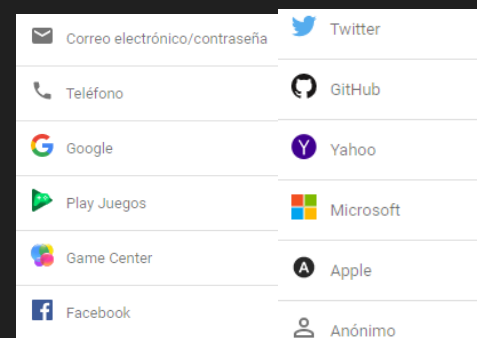 Correo electrónico/contraseña
Teléfono
Google
Play Juegos
Game Center
Facebook
Twitter
GitHub
Yahoo
Microsoft
Apple
Anónimo